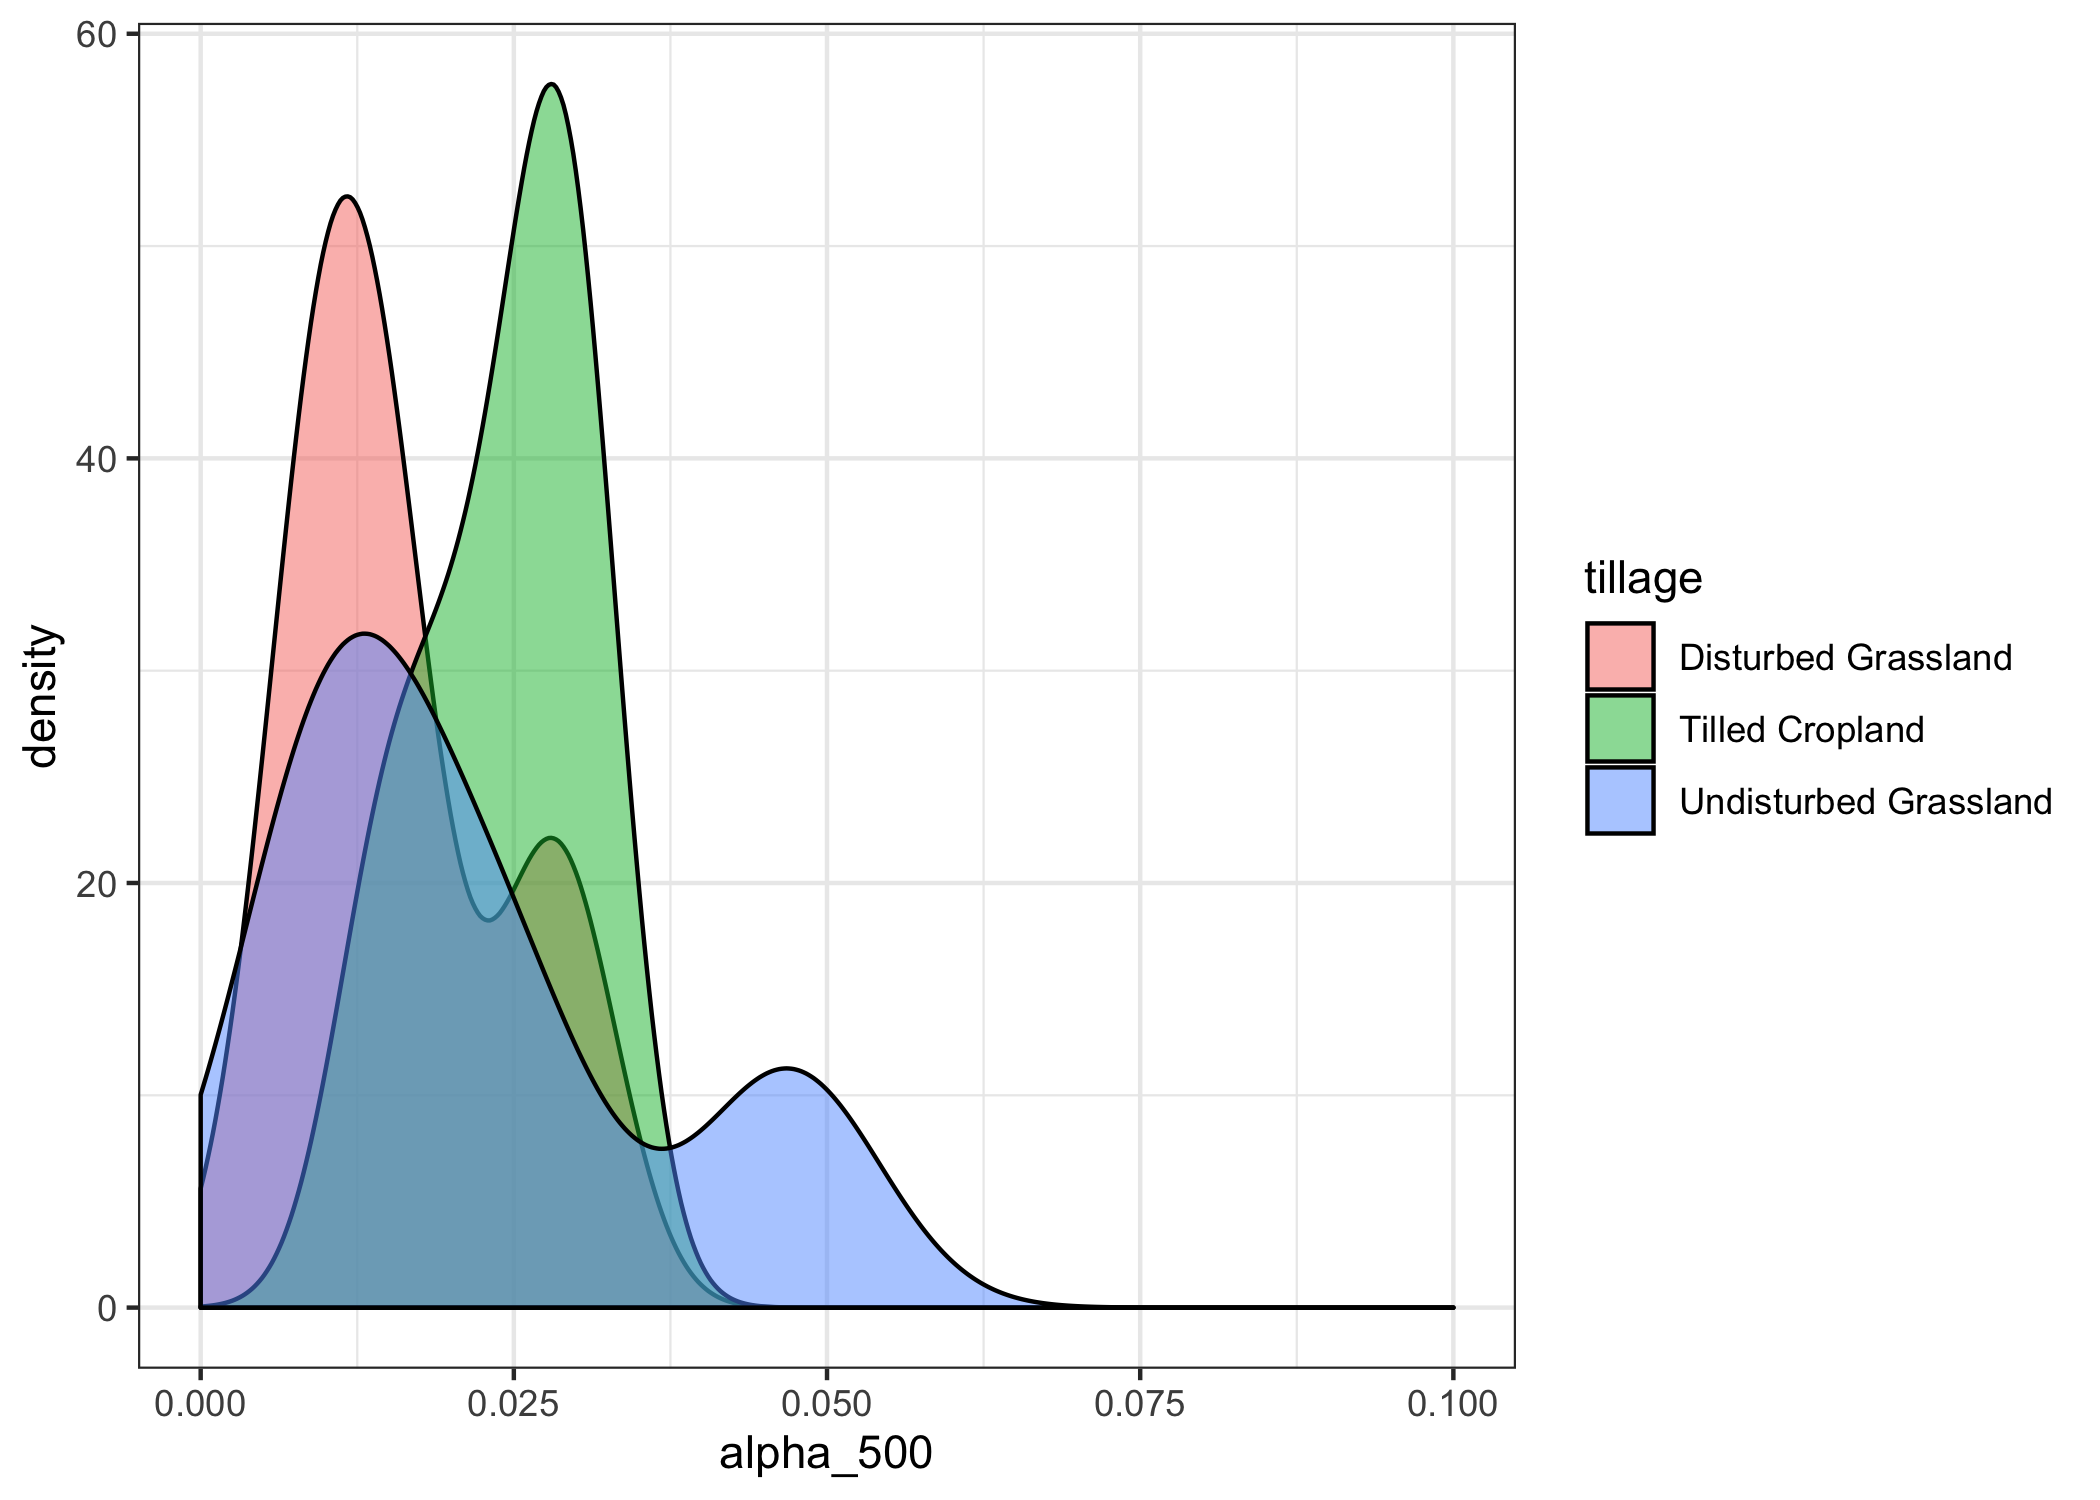 60
40
20
0
density
0.000
0.025
0.050
0.075
0.100
alpha_500
tillage
Disturbed Grassland
Tilled Cropland
Undisturbed Grassland